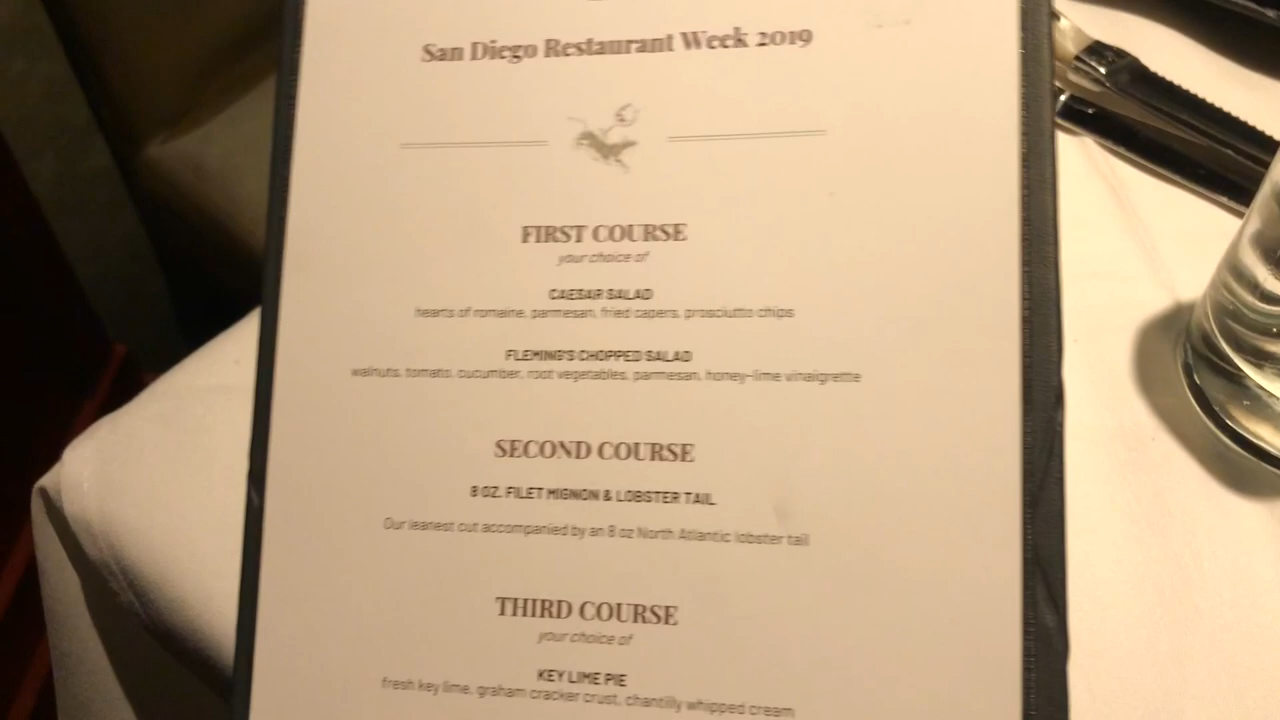 San Diego Restaurant Week 2019
FIRST COURSE
your choice of
CAESAR SALAD
hearts of romaine, parmesan, fried capers, prosciutto chips
FLEMING'S CHOPPED SALAD
walnuts, tomato, cucumber, root vegetables, parmesan, honey-lime vinaigrette
SECOND COURSE
8 OZ. FILET MIGNON & LOBSTER TAIL
Our leanest cut accompanied by an 8 oz North Atlantic lobster tail
THIRD COURSE
your choice of
KEY LIME PIE
fresh key lime, graham cracker crust, chantilly whipped cream